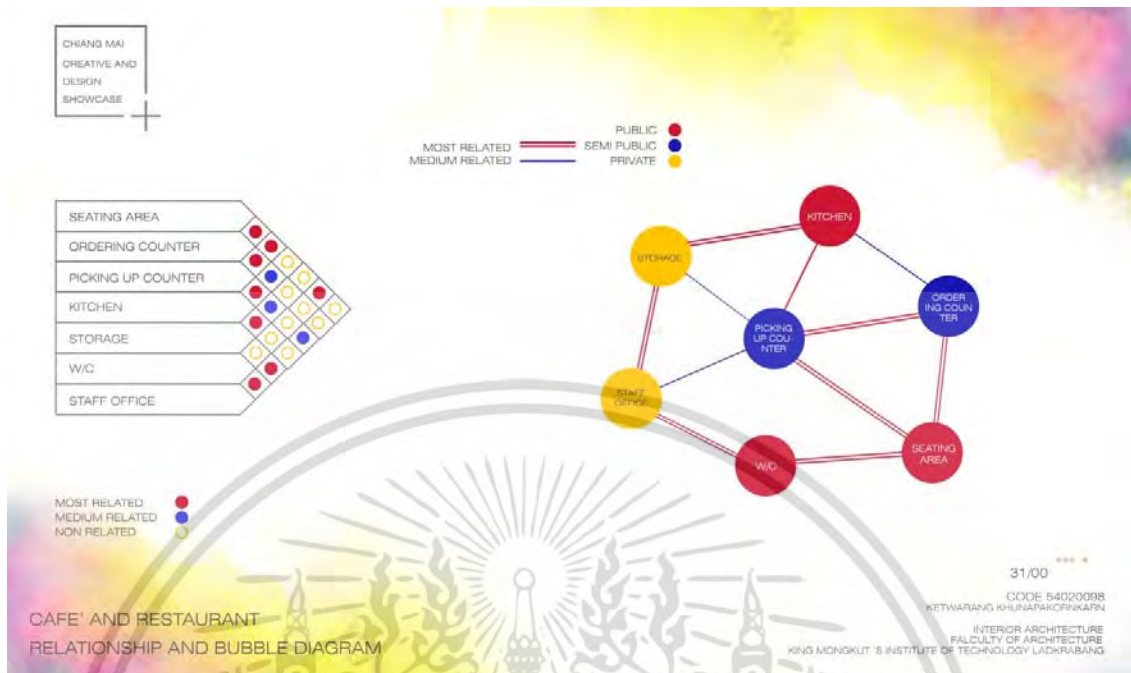 CHIANG MAI
CREATIVE AND
DESIGN
SHOWCASE
PUBLIC
MOST RELATED
SEMI PUBLIC
MEDIUM RELATED
PRIVATE
SEATING AREA
ORDERING COUNTER
PICKING UP COUNTER
KITCHEN
STORAGE
W/C
STAFF OFFICE
KITCHEN
STORAGE
ORDER
ING COUN
TER
PICKING
UP COU-
NTER
STAFF
OFFICE
SEATING
AREA
W/C
MOST RELATED
MEDIUM RELATED
NON RELATED
31/00
CODE 54020098
KETWARANG KHUNAPAKORNKARN
INTERIOR ARCHITECTURE
FALCULTY OF ARCHITECTURE
KING MONGKUT 'S INSTITUTE OF TECHNOLOGY LADKRABANG
CAFE' AND RESTAURANT
RELATIONSHIP AND BUBBLE DIAGRAM